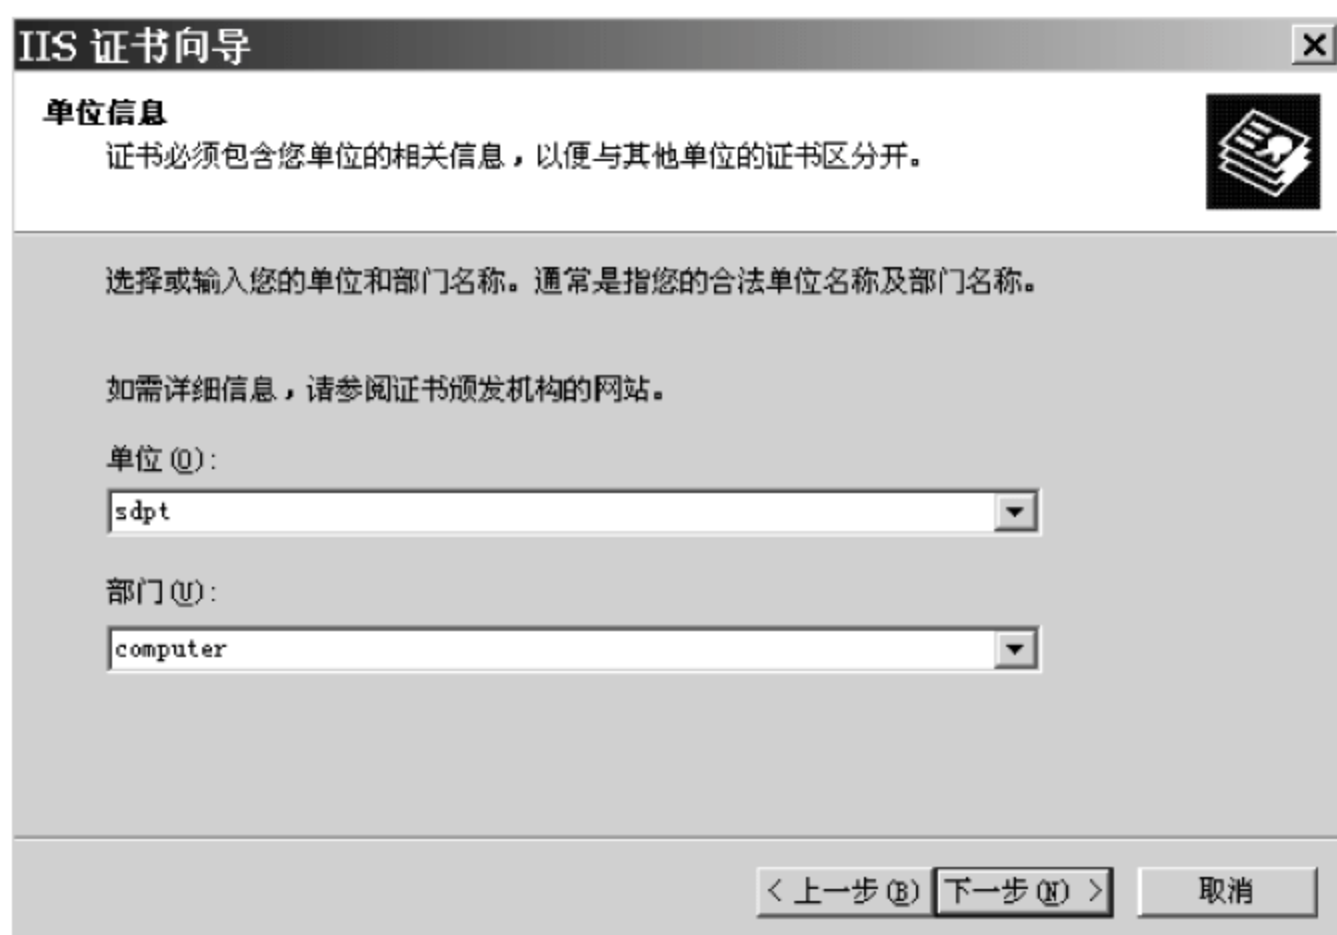 IIS 证书向导
单位信息
证书必须包含您单位的相关信息，以便与其他单位的证书区分开。
选择或输入您的单位和部门名称。通常是指您的合法单位名称及部门名称。
如需详细信息，请参阅证书颁发机构的网站。
单位(O):
sdpt
部门(U):
computer
< 上一步(B) 下一步(N) > 取消